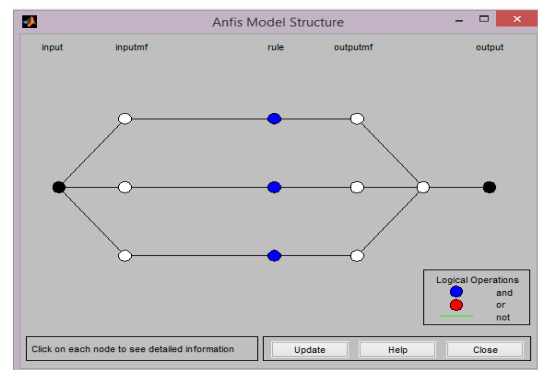 Anfis Model Structure
input inputmf rule outputmf output
Logical Operations
and
or
not
Click on each node to see detailed information
Update Help Close